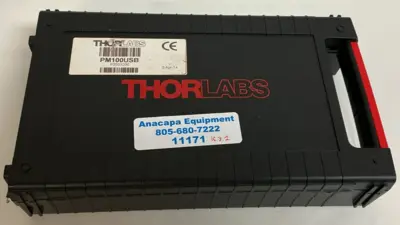 THORLABS
CE
PM100USB
THORLABS
Anacapa Equipment
805-680-7222
11171